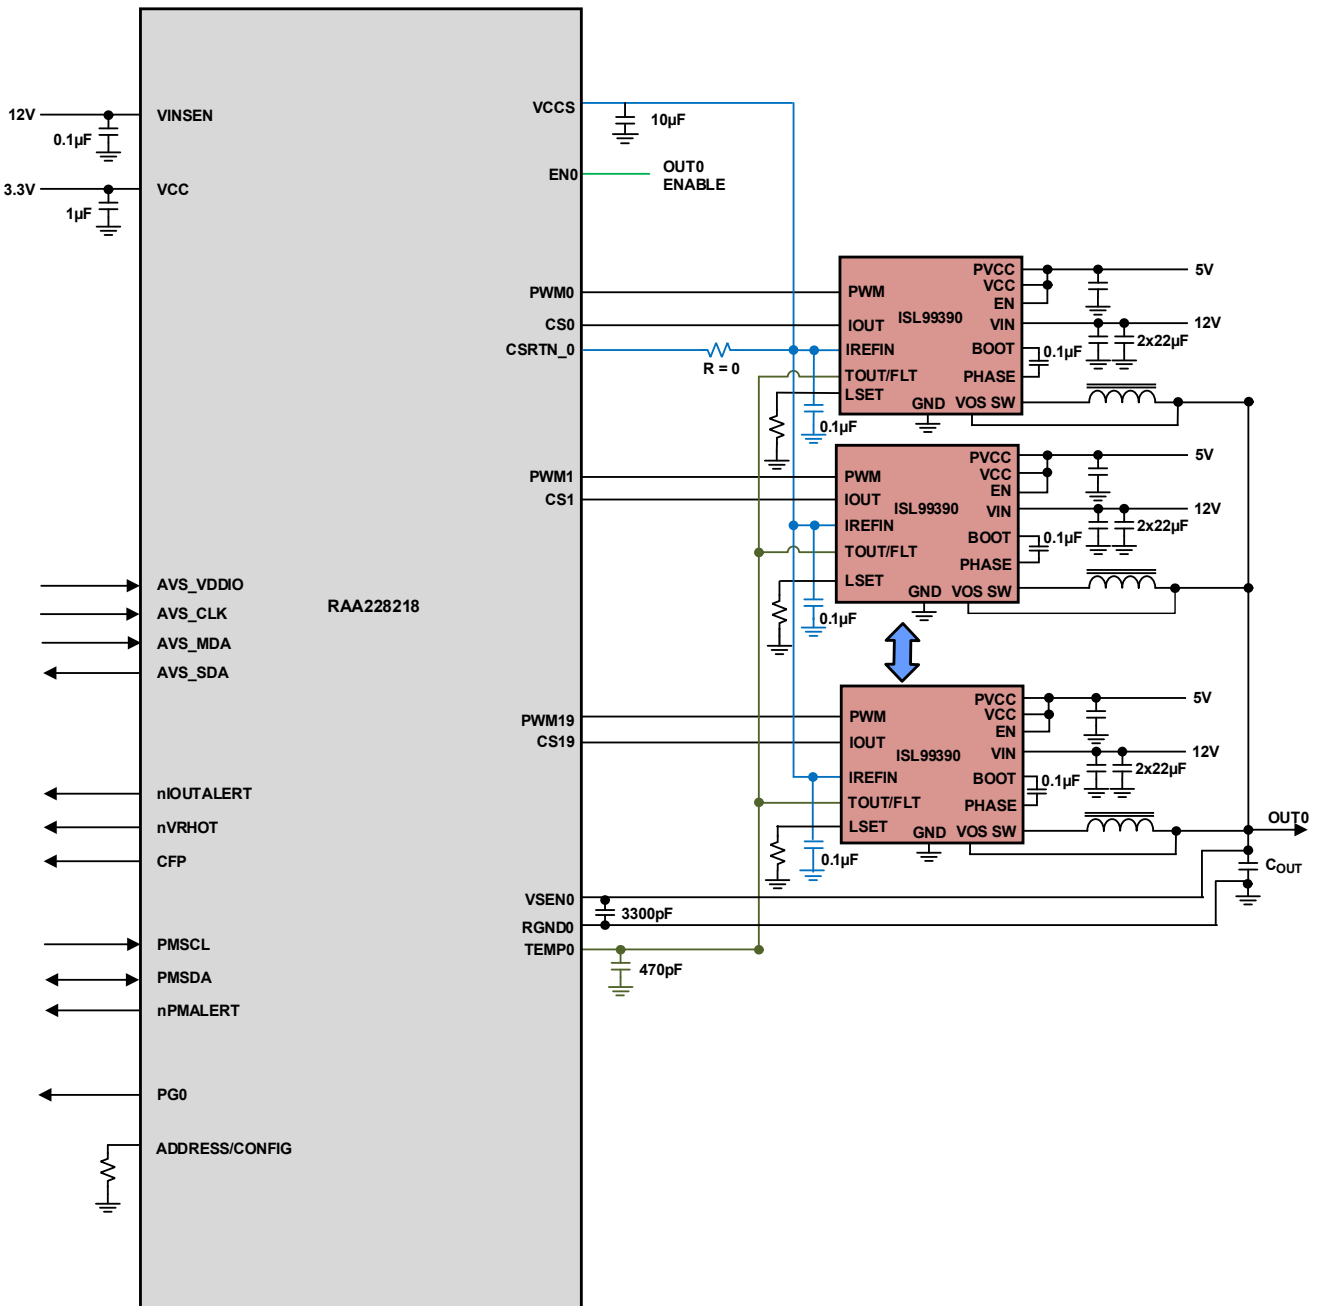 12V
VINSEN
0.1µF
3.3V
VCC
1µF
VCCS
10µF
EN0
OUT0
ENABLE
PWM0
CS0
CSRTN_0
R = 0
PWM
IOUT
IREFIN
TOUT/FLT
LSET
ISL99390
GND
PVCC
VCC
EN
VIN
BOOT
PHASE
VOS SW
5V
12V
2x22µF
0.1µF
0.1µF
PWM1
CS1
PWM
IOUT
IREFIN
TOUT/FLT
LSET
ISL99390
GND
PVCC
VCC
EN
VIN
BOOT
PHASE
VOS SW
5V
12V
2x22µF
0.1µF
0.1µF
RAA228218
AVS_VDDIO
AVS_CLK
AVS_MDA
AVS_SDA
PWM19
CS19
PWM
IOUT
IREFIN
TOUT/FLT
LSET
ISL99390
GND
PVCC
VCC
EN
VIN
BOOT
PHASE
VOS SW
5V
12V
2x22µF
0.1µF
0.1µF
nIOUTALERT
nVRHOT
CFP
OUT0
COUT
VSEN0
3300pF
RGND0
TEMP0
470pF
PMSCL
PMSDA
nPMALERT
PG0
ADDRESS/CONFIG